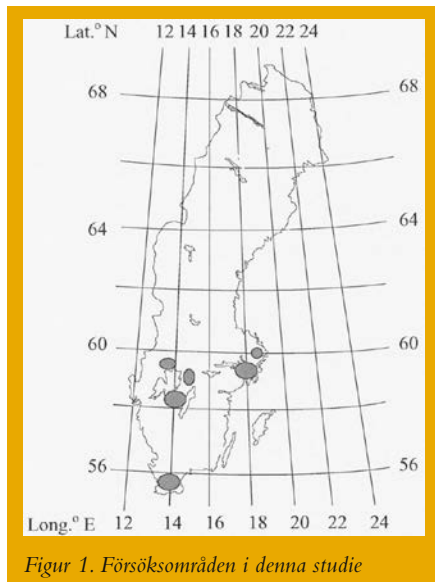 Lat.° N 12 14 16 18 20 22 24
68 68
64 64
60 60
56 56
Long.° E 12 14 16 18 20 22 24
Figur 1. Försöksområden i denna studie